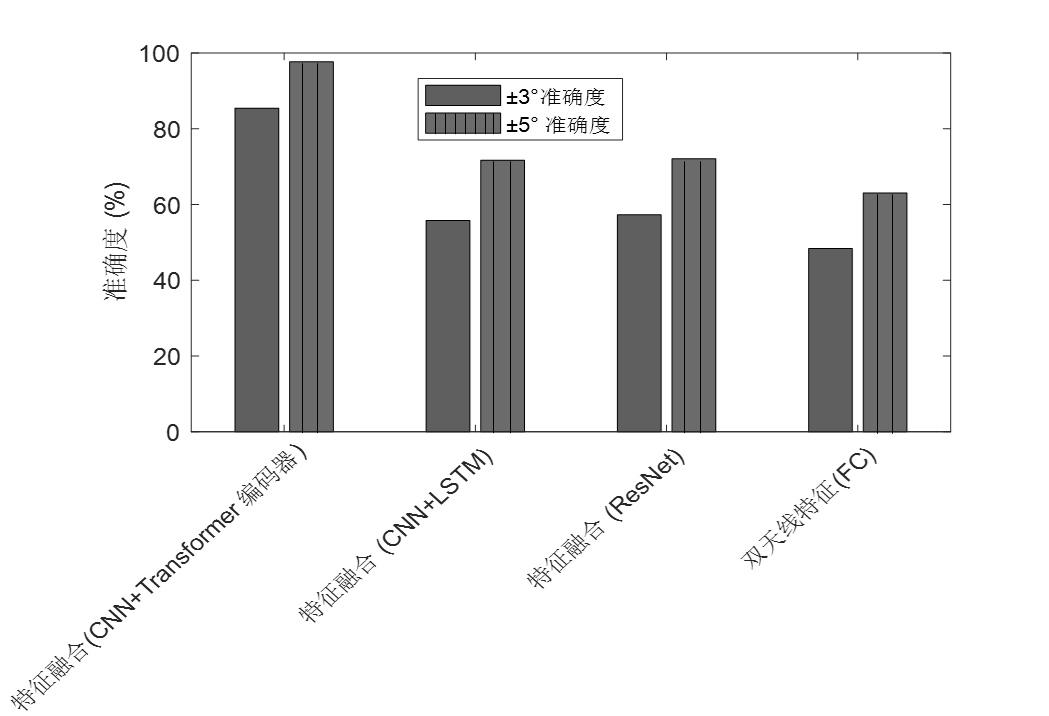 100
80
60
40
20
0
准确度 (%)
±3°准确度
±5° 准确度
特征融合(CNN+Transformer 编码器)
特征融合 (CNN+LSTM)
特征融合 (ResNet)
双天线特征(FC)